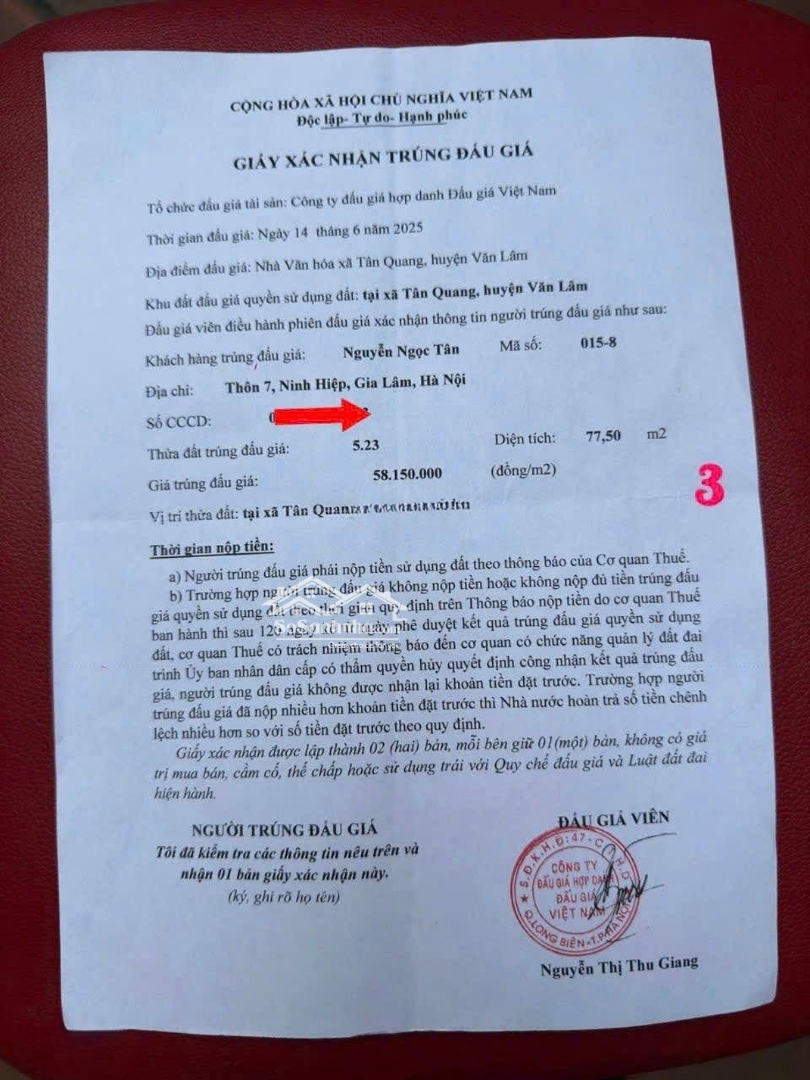 CỘNG HÒA XÃ HỘI CHỦ NGHĨA VIỆT NAM
Độc lập- Tự do- Hạnh phúc
GIẤY XÁC NHẬN TRÚNG ĐẤU GIÁ
Tổ chức đấu giá tài sản: Công ty đấu giá hợp danh Đấu giá Việt Nam
Thời gian đấu giá: Ngày 14 tháng 6 năm 2025
Địa điểm đấu giá: Nhà Văn hóa xã Tân Quang, huyện Văn Lâm
Khu đất đấu giá quyền sử dụng đất: tại xã Tân Quang, huyện Văn Lâm
Đấu giá viên điều hành phiên đấu giá xác nhận thông tin người trúng đấu giá như sau:
Khách hàng trúng đấu giá: Nguyễn Ngọc Tân Mã số: 015-8
Địa chỉ: Thôn 7, Ninh Hiệp, Gia Lâm, Hà Nội
Số CCCD: 0
Thửa đất trúng đấu giá: 5.23 Diện tích: 77,50 m2
Giá trúng đấu giá: 58.150.000 (đồng/m2)
3
Vị trí thửa đất: tại xã Tân Quang
Thời gian nộp tiền:
a) Người trúng đấu giá phải nộp tiền sử dụng đất theo thông báo của Cơ quan Thuế.
b) Trường hợp người trúng đấu giá không nộp tiền hoặc không nộp đủ tiền trúng đấu
giá quyền sử dụng đất theo thời gian quy định trên Thông báo nộp tiền do cơ quan Thuế
ban hành thì sau 120 ngày kể từ ngày phê duyệt kết quả trúng đấu giá quyền sử dụng
đất, cơ quan Thuế có trách nhiệm thông báo đến cơ quan có chức năng quản lý đất đai
trình Ủy ban nhân dân cấp có thẩm quyền hủy quyết định công nhận kết quả trúng đấu
giá, người trúng đấu giá không được nhận lại khoản tiền đặt trước. Trường hợp người
trúng đấu giá đã nộp nhiều hơn khoản tiền đặt trước thì Nhà nước hoàn trả số tiền chênh
lệch nhiều hơn so với số tiền đặt trước theo quy định.
Giấy xác nhận được lập thành 02 (hai) bản, mỗi bên giữ 01(một) bản, không có giá
trị mua bán, cầm cố, thế chấp hoặc sử dụng trái với Quy chế đấu giá và Luật đất đai
hiện hành.
NGƯỜI TRÚNG ĐẤU GIÁ
Tôi đã kiểm tra các thông tin nêu trên và
nhận 01 bản giấy xác nhận này.
(ký, ghi rõ họ tên)
ĐẤU GIÁ VIÊN
CÔNG TY
ĐẤU GIÁ HỢP DANH
ĐẤU GIÁ
VIỆT NAM
Q.LONG BIÊN-T.P HÀ NỘI
Nguyễn Thị Thu Giang